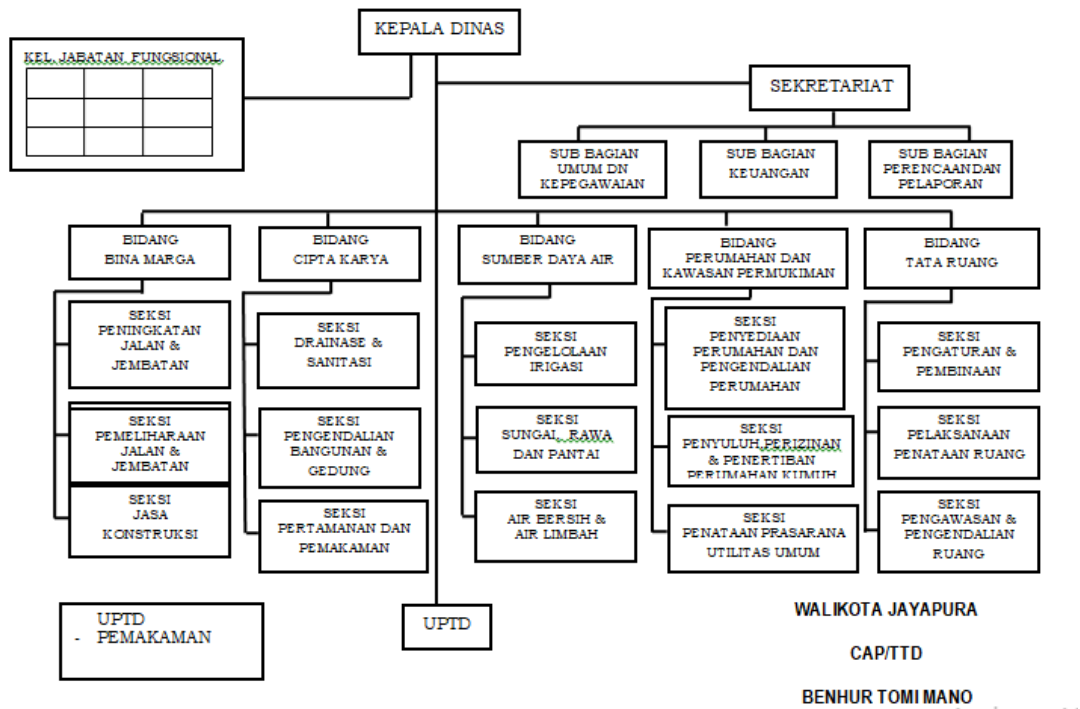 KEPALA DINAS
KEL. JABATAN FUNGSIONAL
SEKRETARIAT
SUB BAGIAN
UMUM DN
KEPEGAWAIAN
SUB BAGIAN
KEUANGAN
SUB BAGIAN
PERENCAAN DAN
PELAPORAN
BIDANG
BINA MARGA
BIDANG
CIPTA KARYA
BIDANG
SUMBER DAYA AIR
BIDANG
PERUMAHAN DAN
KAWASAN PERMUKIMAN
BIDANG
TATA RUANG
SEKSI
PENINGKATAN
JALAN &
JEMBATAN
SEKSI
PEMELIHARAAN
JALAN &
JEMBATAN
SEKSI
JASA
KONSTRUKSI
SEKSI
DRAINASE &
SANITASI
SEKSI
PENGENDALIAN
BANGUNAN &
GEDUNG
SEKSI
PERTAMANAN DAN
PEMAKAMAN
SEKSI
PENGELOLAAN
IRIGASI
SEKSI
SUNGAI, RAWA
DAN PANTAI
SEKSI
AIR BERSIH &
AIR LIMBAH
SEKSI
PENYEDIAAN
PERUMAHAN DAN
PENGENDALIAN
PERUMAHAN
SEKSI
PENYULUH,PERIZINAN
& PENERTIBAN
PERUMAHAN KUMUH
SEKSI
PENATAAN PRASARANA
UTILITAS UMUM
SEKSI
PENGATURAN &
PEMBINAAN
SEKSI
PELAKSANAAN
PENATAAN RUANG
SEKSI
PENGAWASAN &
PENGENDALIAN
RUANG
UPTD
- PEMAKAMAN
UPTD
WALIKOTA JAYAPURA
CAP/TTD
BENHUR TOMI MANO